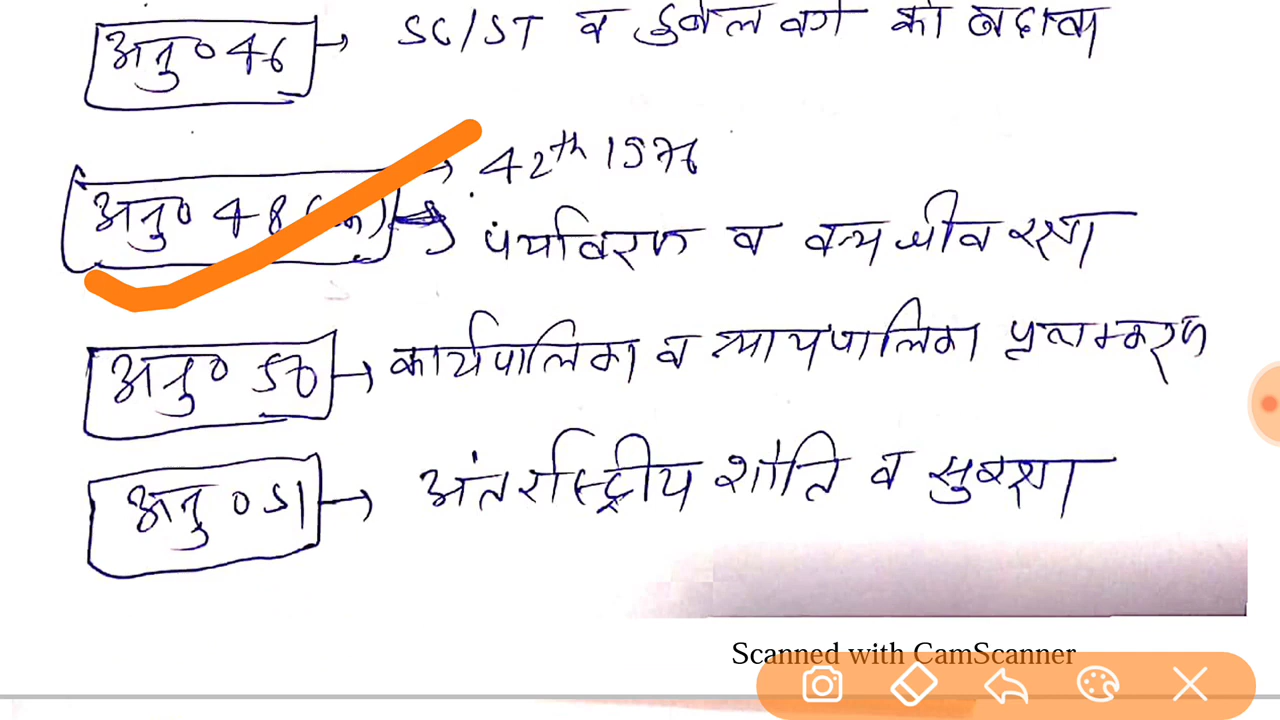 अनु० 46 → SC/ST व दुर्बल वर्ग को बढ़ावा
→ 42th 1976
अनु० 48 (क) → पर्यावरण व वन्य जीव रक्षा
अनु० 50 → कार्यपालिका व न्यायपालिका पृथक्करण
अनु० 51 → अंतर्राष्ट्रीय शांति व सुरक्षा
Scanned with CamScanner